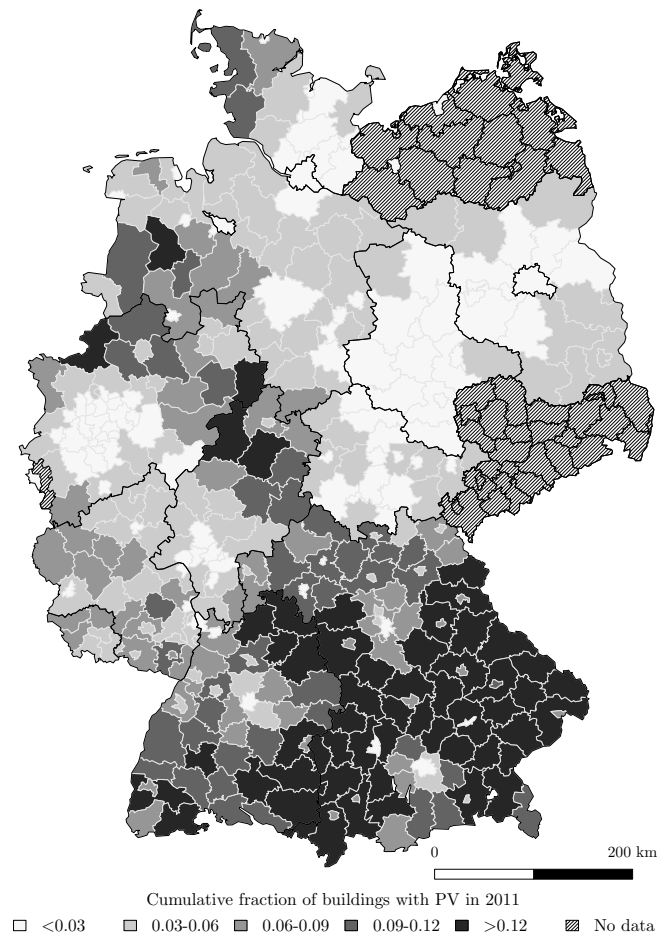 0 200 km
Cumulative fraction of buildings with PV in 2011
<0.03 0.03-0.06 0.06-0.09 0.09-0.12 >0.12 No data